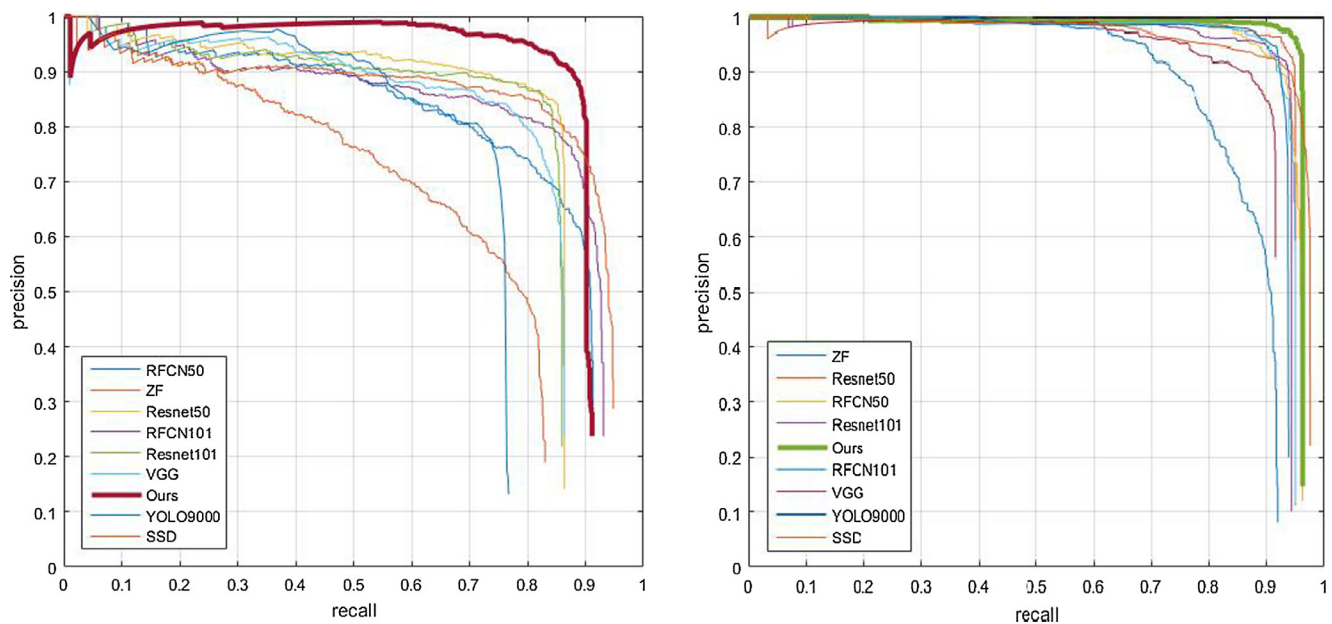 1
0.9
0.8
0.7
0.6
0.5
0.4
0.3
0.2
0.1
0
precision
RFCN50
ZF
Resnet50
RFCN101
Resnet101
VGG
Ours
YOLO9000
SSD
0 0.1 0.2 0.3 0.4 0.5 0.6 0.7 0.8 0.9 1
recall
1
0.9
0.8
0.7
0.6
0.5
0.4
0.3
0.2
0.1
0
precision
ZF
Resnet50
RFCN50
Resnet101
Ours
RFCN101
VGG
YOLO9000
SSD
0 0.1 0.2 0.3 0.4 0.5 0.6 0.7 0.8 0.9 1
recall